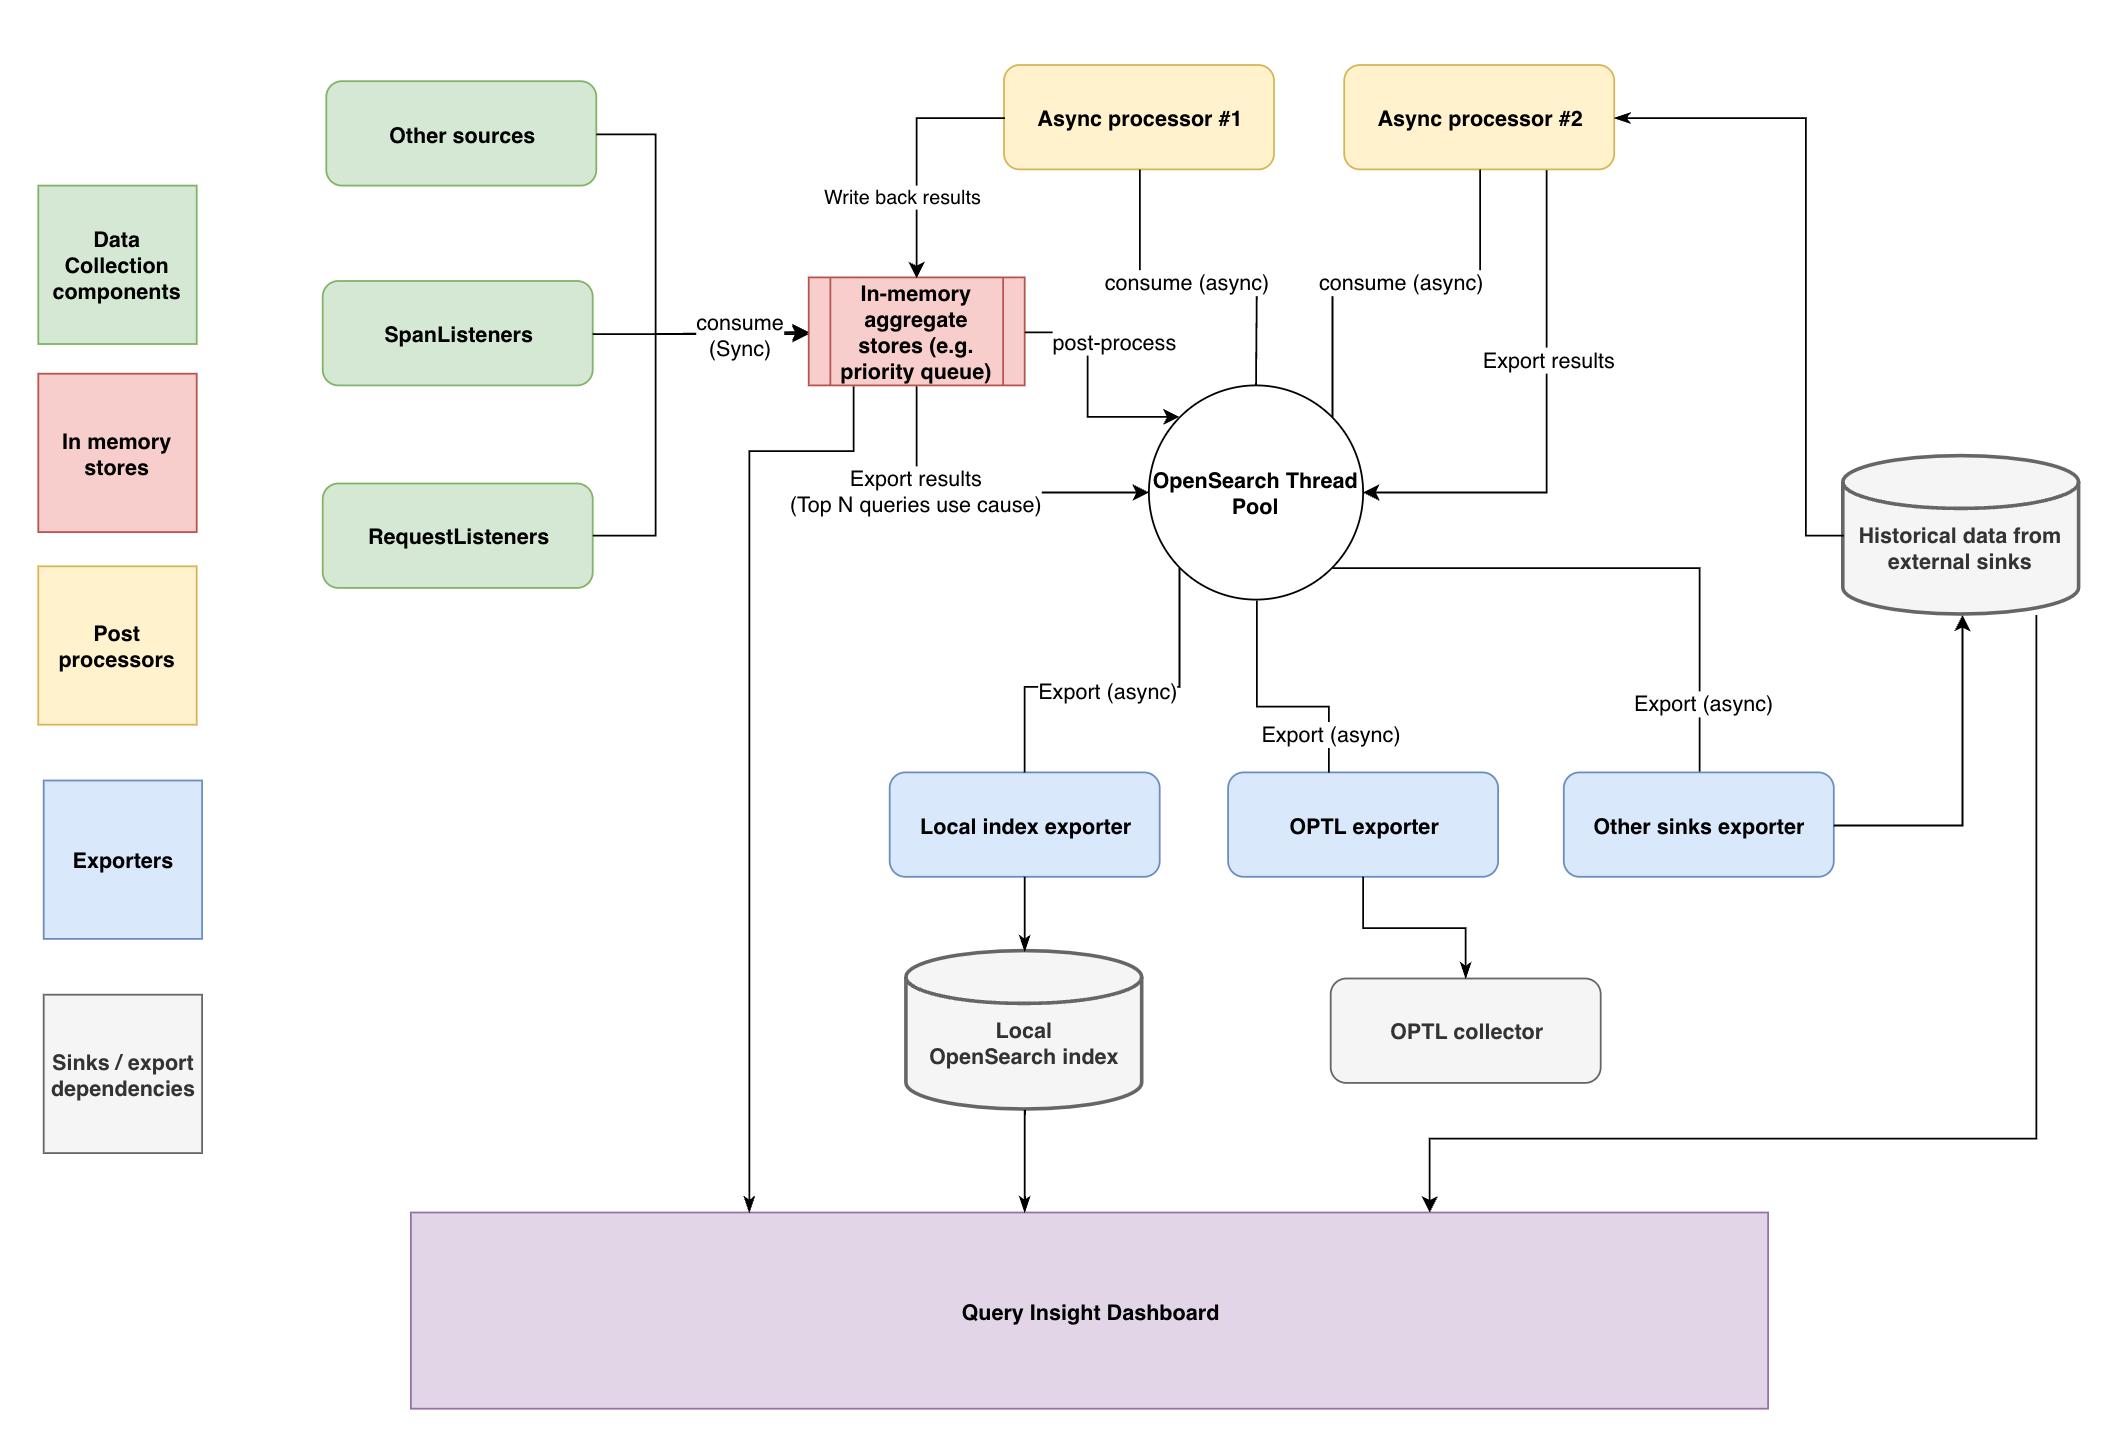 Data
Collection
components
In memory
stores
Post
processors
Exporters
Sinks / export
dependencies
Other sources
SpanListeners
RequestListeners
consume
(Sync)
Async processor #1
Async processor #2
Write back results
In-memory
aggregate
stores (e.g.
priority queue)
post-process
consume (async)
consume (async)
Export results
Export results
(Top N queries use cause)
OpenSearch Thread
Pool
Historical data from
external sinks
Export (async)
Export (async)
Export (async)
Local index exporter
OPTL exporter
Other sinks exporter
Local
OpenSearch index
OPTL collector
Query Insight Dashboard